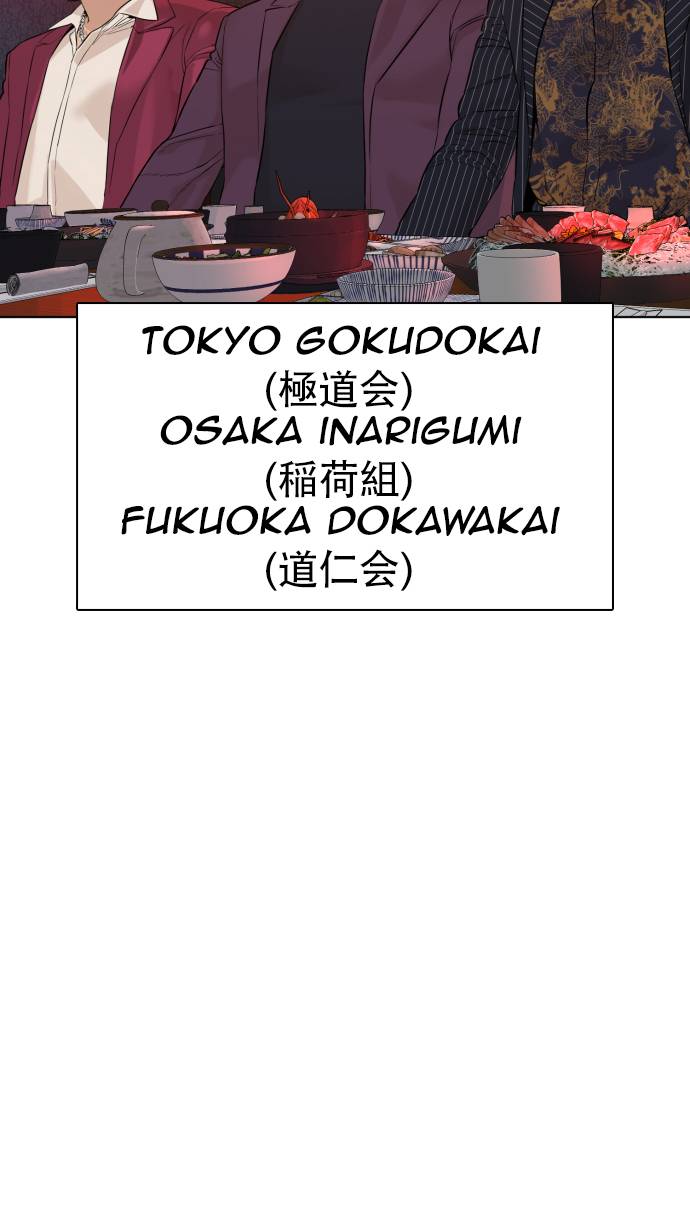 TOKYO GOKUDOKAI
(極道会)
OSAKA INARIGUMI
(稲荷組)
FUKUOKA DOKAWAKAI
(道仁会)